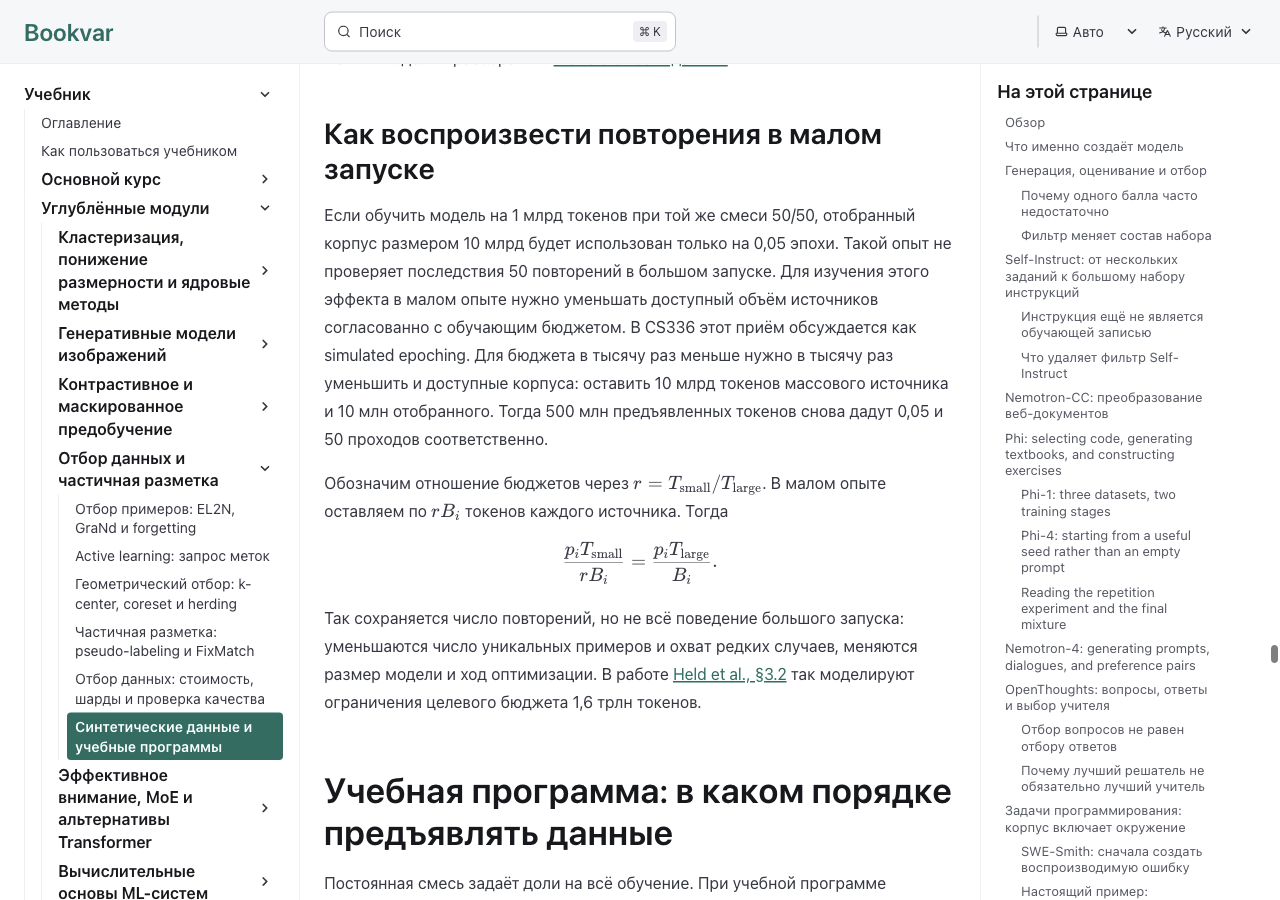 Bookvar
Поиск
⌘ K
Авто
Русский
Учебник
Оглавление
Как пользоваться учебником
Основной курс
Углублённые модули
Кластеризация,
понижение
размерности и ядровые
методы
Генеративные модели
изображений
Контрастивное и
маскированное
предобучение
Отбор данных и
частичная разметка
Отбор примеров: EL2N,
GraNd и forgetting
Active learning: запрос меток
Геометрический отбор: k-
center, coreset и herding
Частичная разметка:
pseudo-labeling и FixMatch
Отбор данных: стоимость,
шарды и проверка качества
Синтетические данные и
учебные программы
Эффективное
внимание, MoE и
альтернативы
Transformer
Вычислительные
основы ML-систем
Как воспроизвести повторения в малом
запуске
Если обучить модель на 1 млрд токенов при той же смеси 50/50, отобранный
корпус размером 10 млрд будет использован только на 0,05 эпохи. Такой опыт не
проверяет последствия 50 повторений в большом запуске. Для изучения этого
эффекта в малом опыте нужно уменьшать доступный объём источников
согласованно с обучающим бюджетом. В CS336 этот приём обсуждается как
simulated epoching. Для бюджета в тысячу раз меньше нужно в тысячу раз
уменьшить и доступные корпуса: оставить 10 млрд токенов массового источника
и 10 млн отобранного. Тогда 500 млн предъявленных токенов снова дадут 0,05 и
50 проходов соответственно.
Обозначим отношение бюджетов через r = T_small/T_large. В малом опыте
оставляем по rB_i токенов каждого источника. Тогда
p_i T_small / rB_i = p_i T_large / B_i.
Так сохраняется число повторений, но не всё поведение большого запуска:
уменьшаются число уникальных примеров и охват редких случаев, меняются
размер модели и ход оптимизации. В работе Held et al., §3.2 так моделируют
ограничения целевого бюджета 1,6 трлн токенов.
Учебная программа: в каком порядке
предъявлять данные
Постоянная смесь задаёт доли на всё обучение. При учебной программе
На этой странице
Обзор
Что именно создаёт модель
Генерация, оценивание и отбор
Почему одного балла часто
недостаточно
Фильтр меняет состав набора
Self-Instruct: от нескольких
заданий к большому набору
инструкций
Инструкция ещё не является
обучающей записью
Что удаляет фильтр Self-
Instruct
Nemotron-CC: преобразование
веб-документов
Phi: selecting code, generating
textbooks, and constructing
exercises
Phi-1: three datasets, two
training stages
Phi-4: starting from a useful
seed rather than an empty
prompt
Reading the repetition
experiment and the final
mixture
Nemotron-4: generating prompts,
dialogues, and preference pairs
OpenThoughts: вопросы, ответы
и выбор учителя
Отбор вопросов не равен
отбору ответов
Почему лучший решатель не
обязательно лучший учитель
Задачи программирования:
корпус включает окружение
SWE-Smith: сначала создать
воспроизводимую ошибку
Настоящий пример: